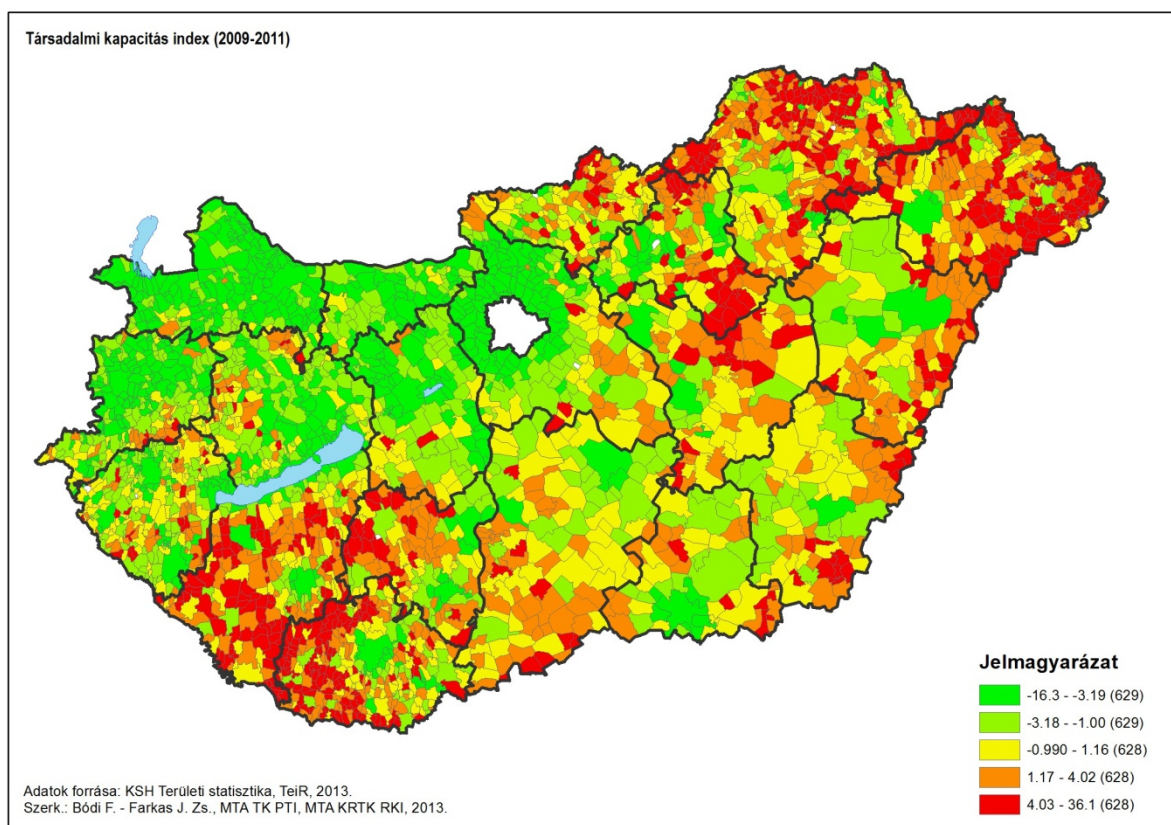 Társadalmi kapacitás index (2009-2011)
Jelmagyarázat
-16.3 - -3.19 (629)
-3.18 - -1.00 (629)
-0.990 - 1.16 (628)
1.17 - 4.02 (628)
4.03 - 36.1 (628)
Adatok forrása: KSH Területi statisztika, TeiR, 2013.
Szerk.: Bódi F. - Farkas J. Zs., MTA TK PTI, MTA KRTK RKI, 2013.